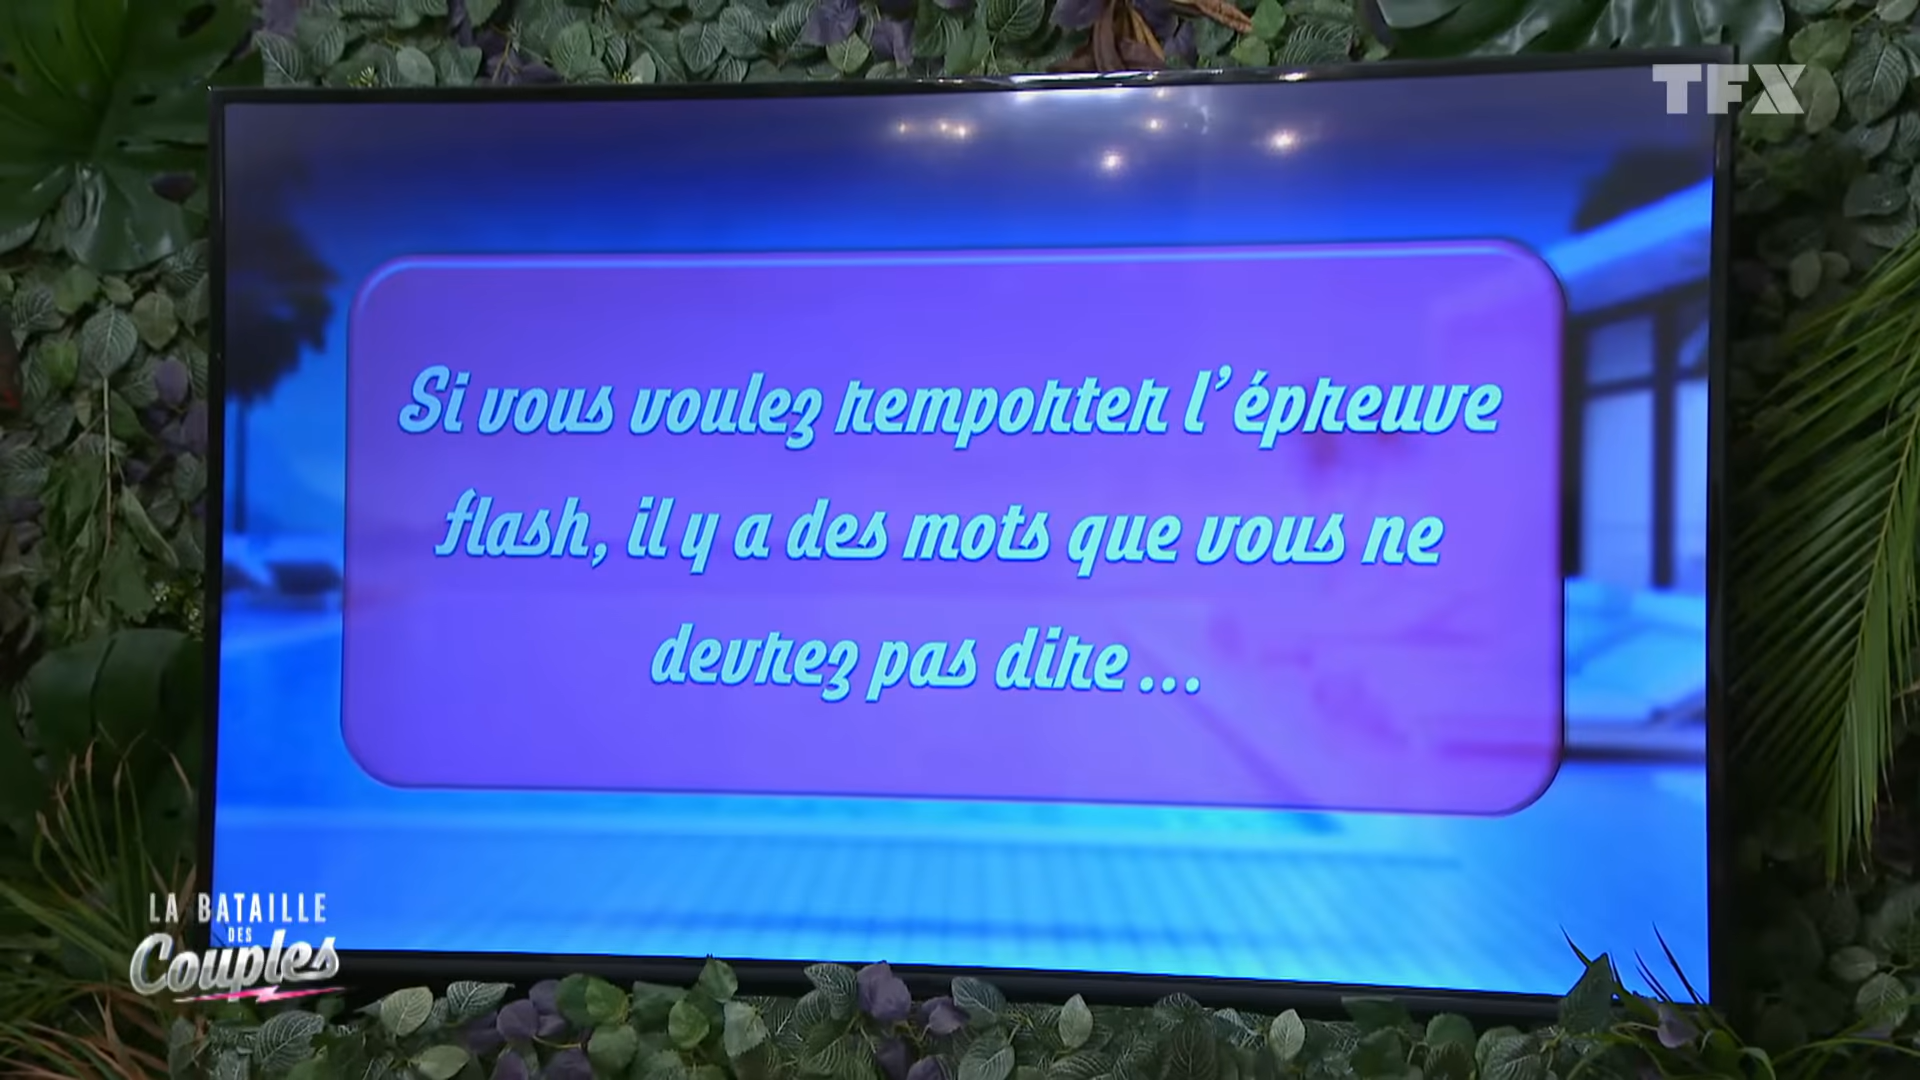 TFX
Si vous voulez remporter l'épreuve
flash, il y a des mots que vous ne
devrez pas dire...
LA BATAILLE
DES
Couples